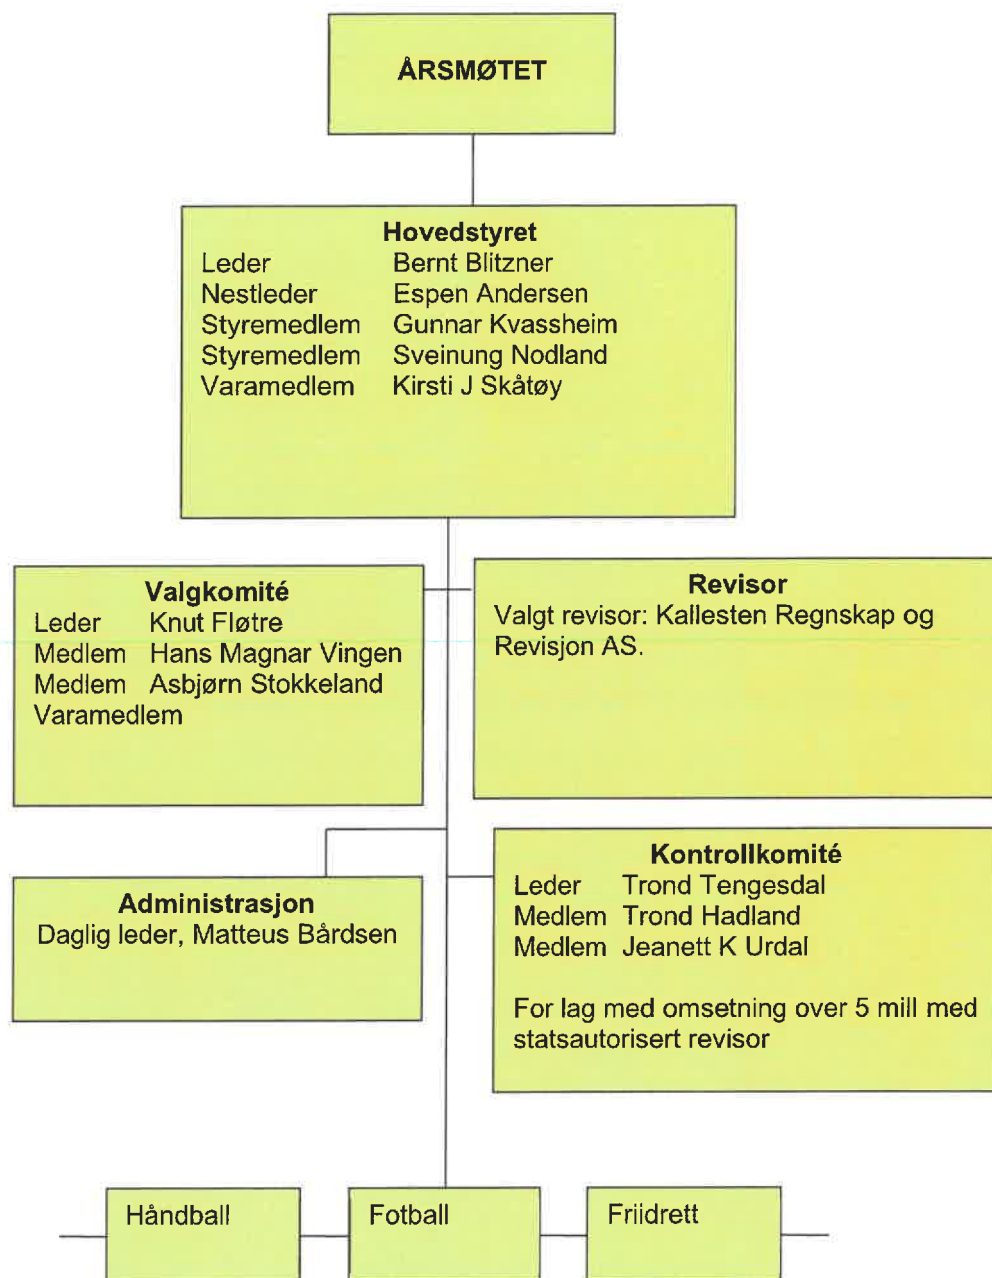 ÅRSMØTET
Hovedstyret
Leder Bernt Blitzner
Nestleder Espen Andersen
Styremedlem Gunnar Kvassheim
Styremedlem Sveinung Nodland
Varamedlem Kirsti J Skåtøy
Valgkomité
Leder Knut Fløtre
Medlem Hans Magnar Vingen
Medlem Asbjørn Stokkeland
Varamedlem
Revisor
Valgt revisor: Kallesten Regnskap og
Revisjon AS.
Administrasjon
Daglig leder, Matteus Bårdsen
Kontrollkomité
Leder Trond Tengesdal
Medlem Trond Hadland
Medlem Jeanett K Urdal
For lag med omsetning over 5 mill med
statsautorisert revisor
Håndball
Fotball
Friidrett